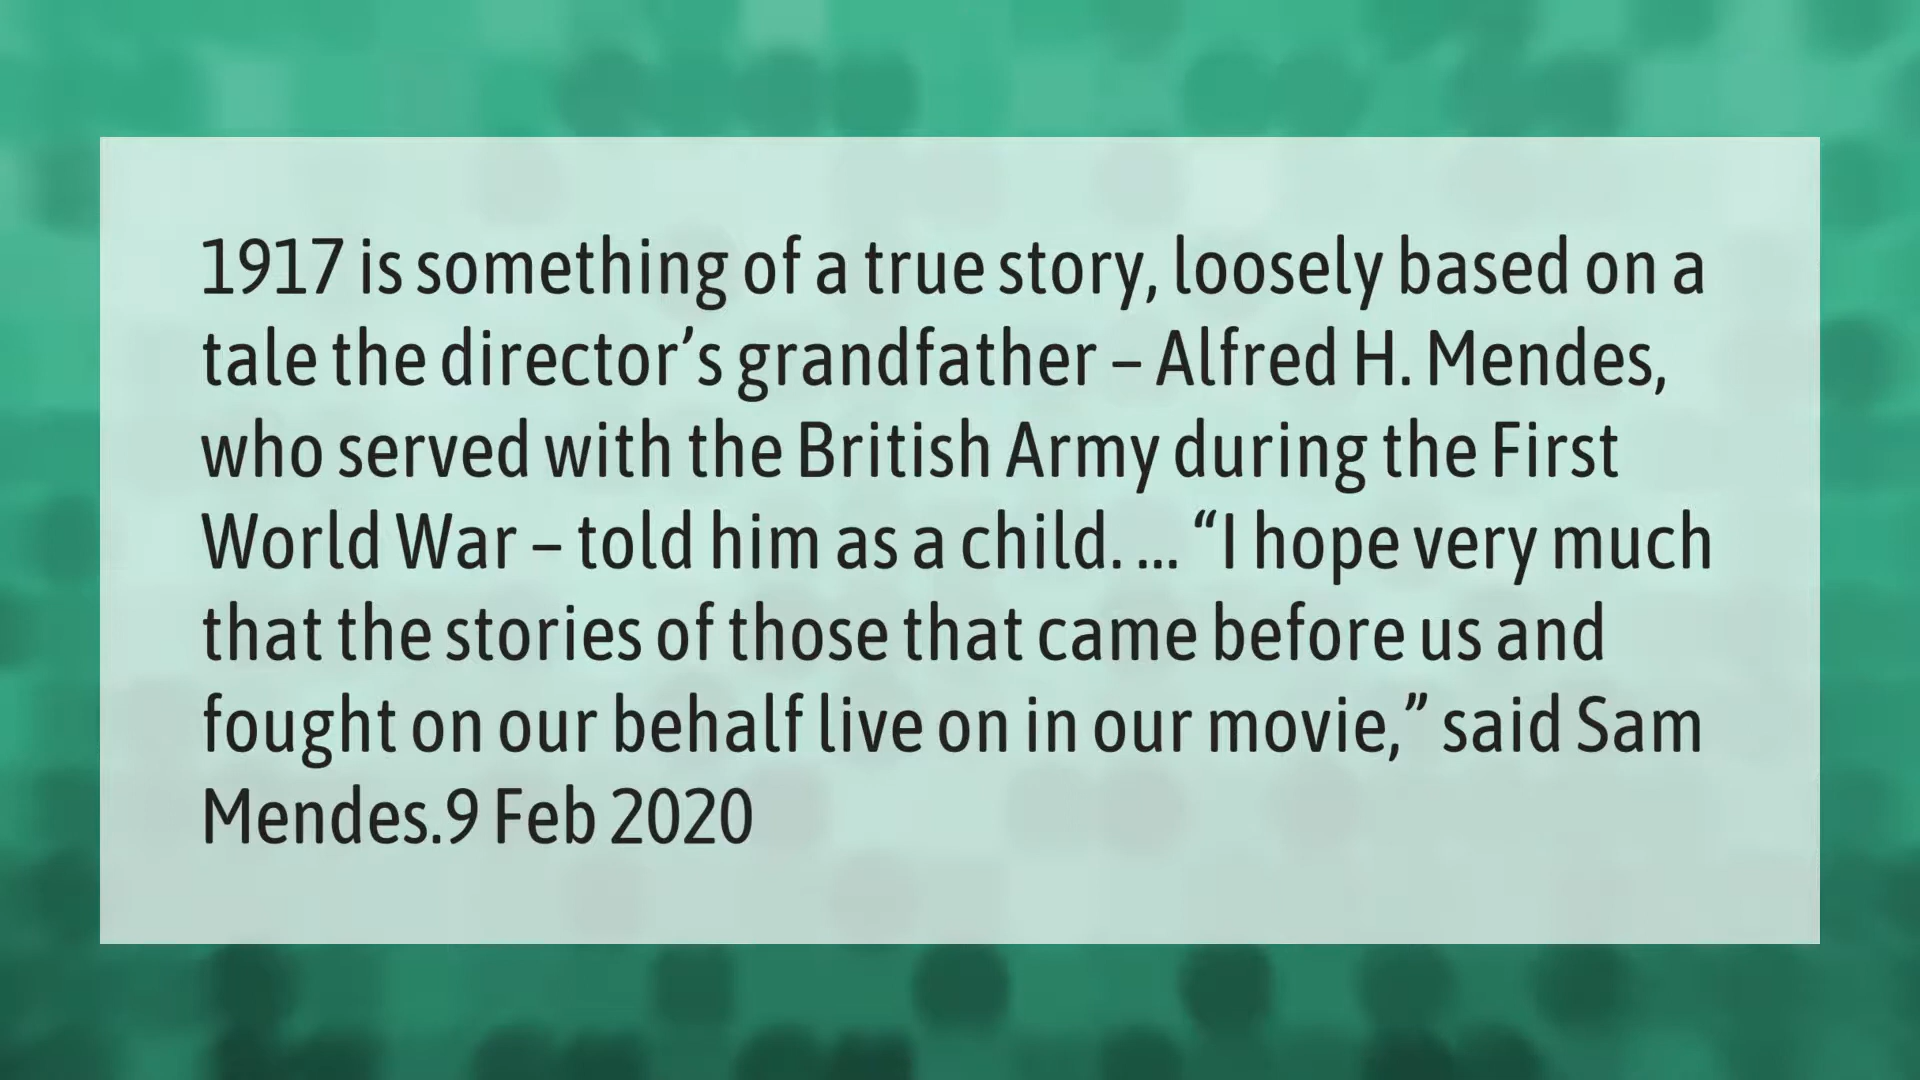 1917 is something of a true story, loosely based on a
tale the director’s grandfather – Alfred H. Mendes,
who served with the British Army during the First
World War – told him as a child. ... “I hope very much
that the stories of those that came before us and
fought on our behalf live on in our movie,” said Sam
Mendes.9 Feb 2020